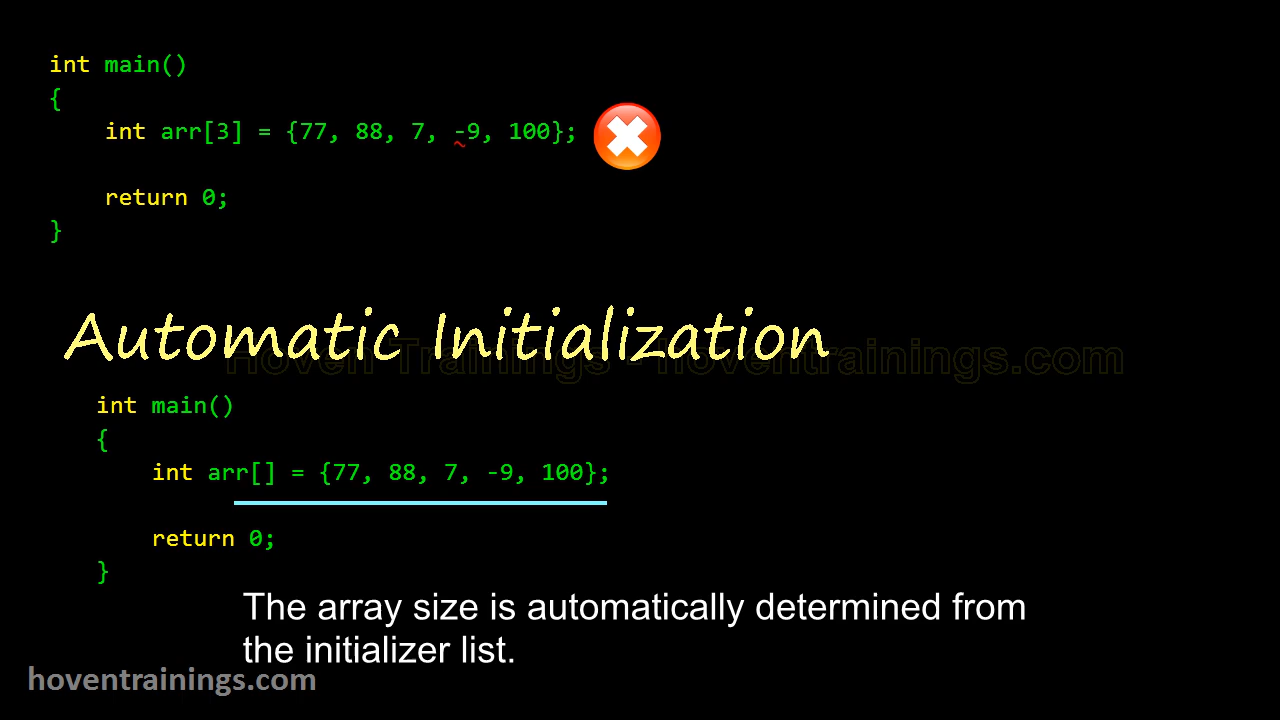 int main()
{
    int arr[3] = {77, 88, 7, -9, 100};
    return 0;
}
Automatic Initialization
Hoven Trainings - hoventrainings.com
int main()
{
    int arr[] = {77, 88, 7, -9, 100};
    return 0;
}
The array size is automatically determined from
the initializer list.
hoventrainings.com